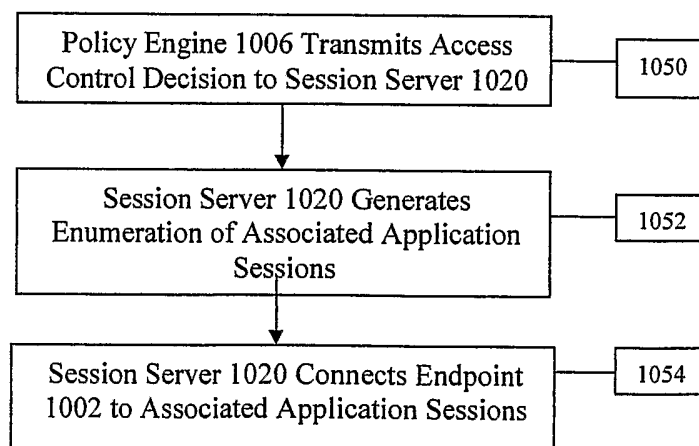 Policy Engine 1006 Transmits Access
Control Decision to Session Server 1020
1050
Session Server 1020 Generates
Enumeration of Associated Application
Sessions
1052
Session Server 1020 Connects Endpoint
1002 to Associated Application Sessions
1054